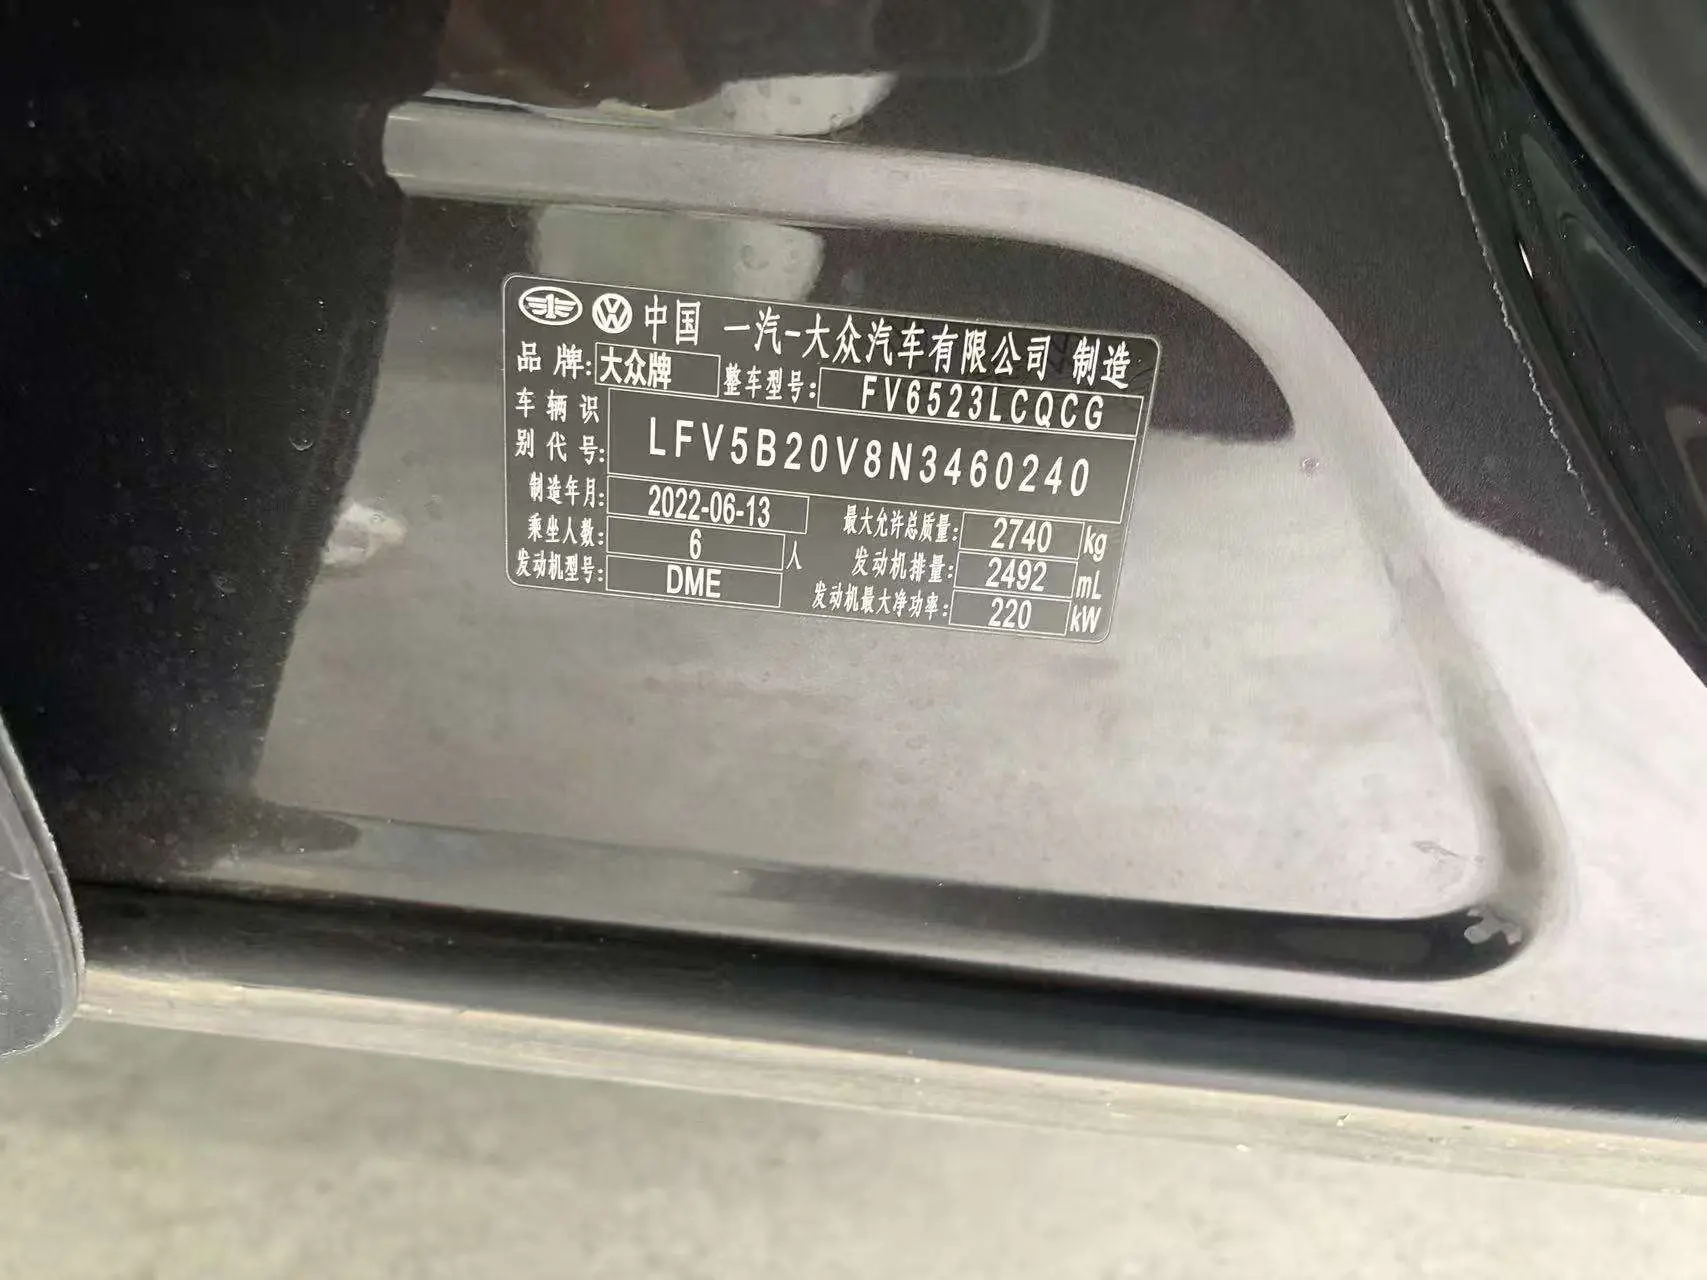 中国 一汽-大众汽车有限公司 制造
品牌: 大众牌 整车型号: FV6523LCQCG
车辆识别代号: LFV5B20V8N3460240
制造年月: 2022-06-13 最大允许总质量: 2740 kg
乘坐人数: 6 人 发动机排量: 2492 mL
发动机型号: DME 发动机最大净功率: 220 kW